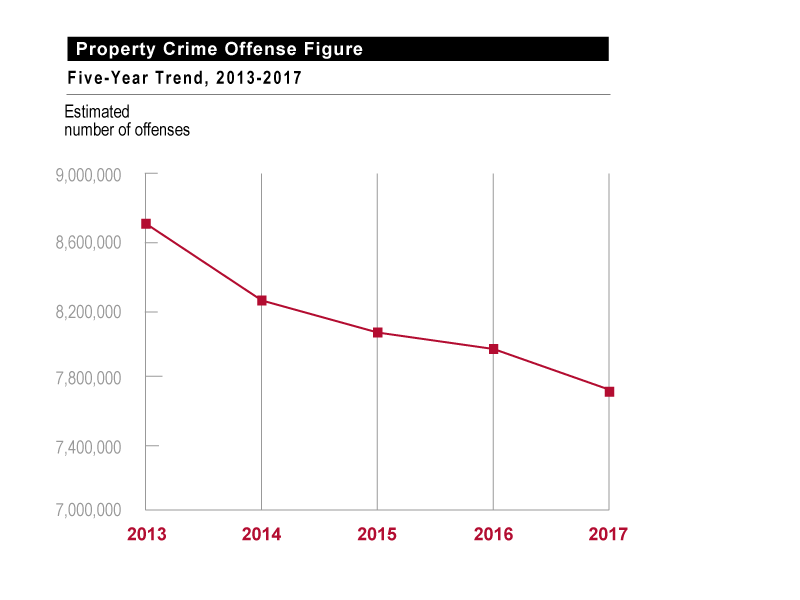 Property Crime Offense Figure
Five-Year Trend, 2013-2017
Estimated
number of offenses
9,000,000
8,600,000
8,200,000
7,800,000
7,400,000
7,000,000
2013 2014 2015 2016 2017